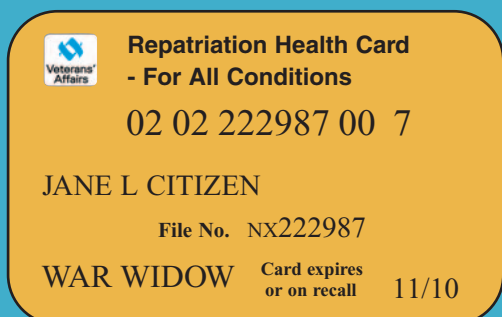 Veterans'
Affairs
Repatriation Health Card
- For All Conditions
02 02 222987 00 7
JANE L CITIZEN
File No. NX222987
WAR WIDOW
Card expires
or on recall
11/10